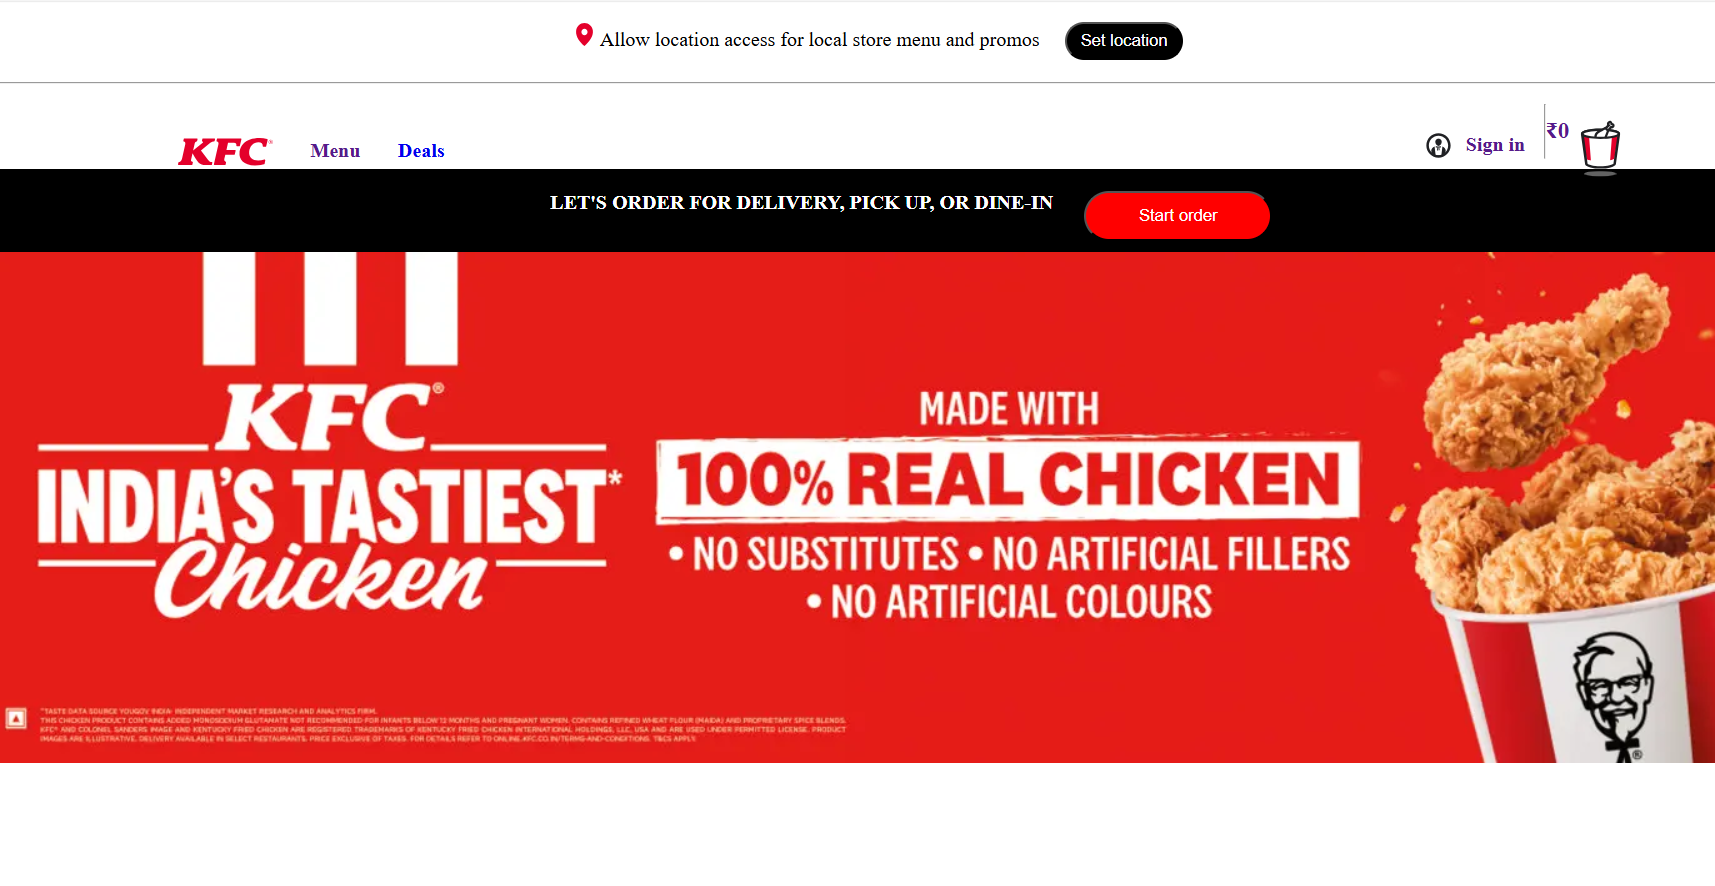 Allow location access for local store menu and promos
Set location
KFC
Menu
Deals
Sign in
₹0
LET'S ORDER FOR DELIVERY, PICK UP, OR DINE-IN
Start order
KFC®
INDIA'S TASTIEST*
Chicken
MADE WITH
100% REAL CHICKEN
• NO SUBSTITUTES • NO ARTIFICIAL FILLERS
• NO ARTIFICIAL COLOURS
*TASTE DATA SOURCE YOUGOV INDIA- INDEPENDENT MARKET RESEARCH AND ANALYTICS FIRM.
THIS CHICKEN PRODUCT CONTAINS ADDED MONOSODIUM GLUTAMATE NOT RECOMMENDED FOR INFANTS BELOW 12 MONTHS AND PREGNANT WOMEN. CONTAINS REFINED WHEAT FLOUR (MAIDA) AND PROPRIETARY SPICE BLENDS.
KFC® AND COLONEL SANDERS IMAGE AND KENTUCKY FRIED CHICKEN ARE REGISTERED TRADEMARKS OF KENTUCKY FRIED CHICKEN INTERNATIONAL HOLDINGS, LLC, USA AND ARE USED UNDER PERMITTED LICENSE. PRODUCT
IMAGES ARE ILLUSTRATIVE. DELIVERY AVAILABLE IN SELECT RESTAURANTS. PRICE EXCLUSIVE OF TAXES. FOR DETAILS REFER TO ONLINE.KFC.CO.IN/TERMS-AND-CONDITIONS. T&CS APPLY.
®